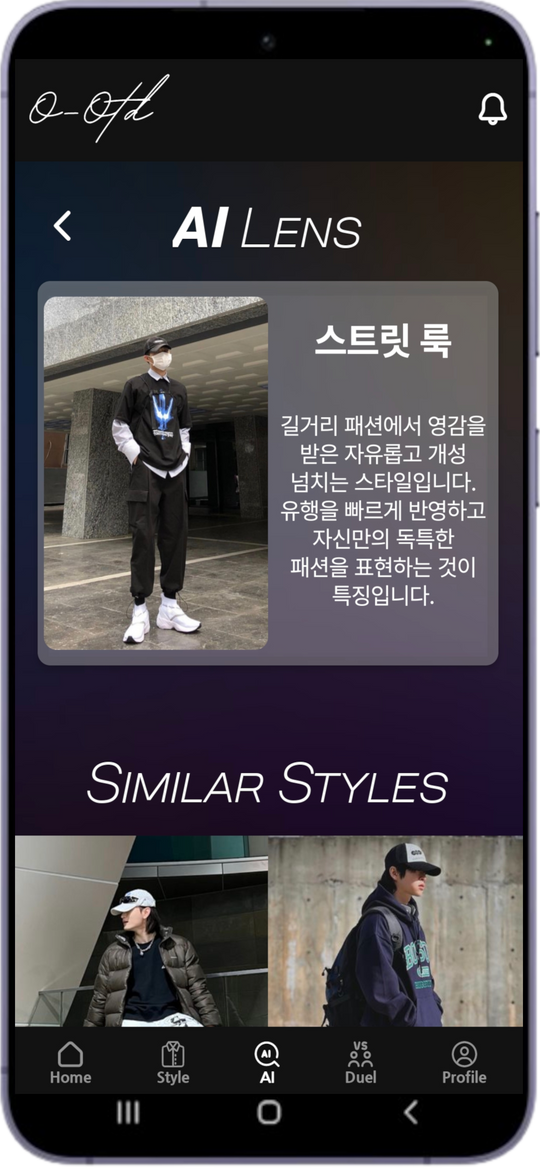 o-otd
AI LENS
스트릿 룩
길거리 패션에서 영감을
받은 자유롭고 개성
넘치는 스타일입니다.
유행을 빠르게 반영하고
자신만의 독특한
패션을 표현하는 것이
특징입니다.
SIMILAR STYLES
Home
Style
AI
AI
VS
Duel
Profile